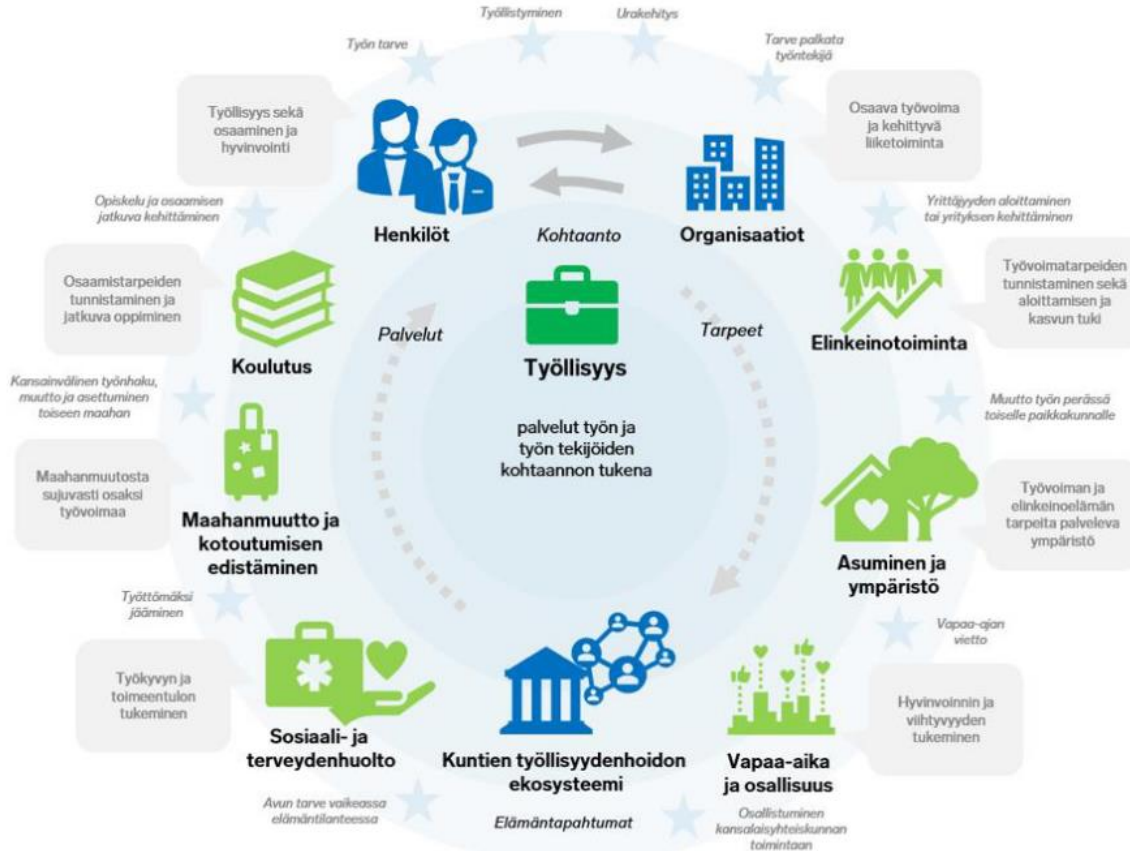 Työllistyminen
Urakehitys
Työn tarve
Tarve palkata
työntekijä
Työllisyys sekä
osaaminen ja
hyvinvointi
Osaava työvoima
ja kehittyvä
liiketoiminta
Opiskelu ja osaamisen
jatkuva kehittäminen
Henkilöt
Kohtaanto
Organisaatiot
Yrittäjyyden aloittaminen
tai yrityksen kehittäminen
Osaamistarpeiden
tunnistaminen ja
jatkuva oppiminen
Koulutus
Palvelut
Työllisyys
Tarpeet
Elinkeinotoiminta
Työvoimatarpeiden
tunnistaminen sekä
aloittamisen ja
kasvun tuki
Kansainvälinen työnhaku,
muutto ja asettuminen
toiseen maahan
palvelut työn ja
työn tekijöiden
kohtaannon tukena
Muutto työn perässä
toiselle paikkakunnalle
Maahanmuutosta
sujuvasti osaksi
työvoimaa
Maahanmuutto ja
kotoutumisen
edistäminen
Asuminen ja
ympäristö
Työvoiman ja
elinkeinoelämän
tarpeita palveleva
ympäristö
Työttömäksi
jääminen
Vapaa-ajan
vietto
Työkyvyn ja
toimeentulon
tukeminen
Sosiaali- ja
terveydenhuolto
Kuntien työllisyydenhoidon
ekosysteemi
Vapaa-aika
ja osallisuus
Hyvinvoinnin ja
viihtyvyyden
tukeminen
Avun tarve vaikeassa
elämäntilanteessa
Elämäntapahtumat
Osallistuminen
kansalaisyhteiskunnan
toimintaan